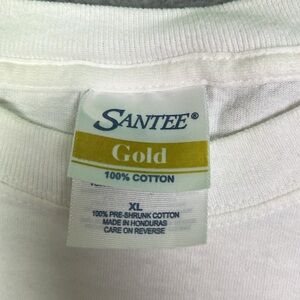 SANTEE®
Gold
100% COTTON
XL
100% PRE-SHRUNK COTTON
MADE IN HONDURAS
CARE ON REVERSE